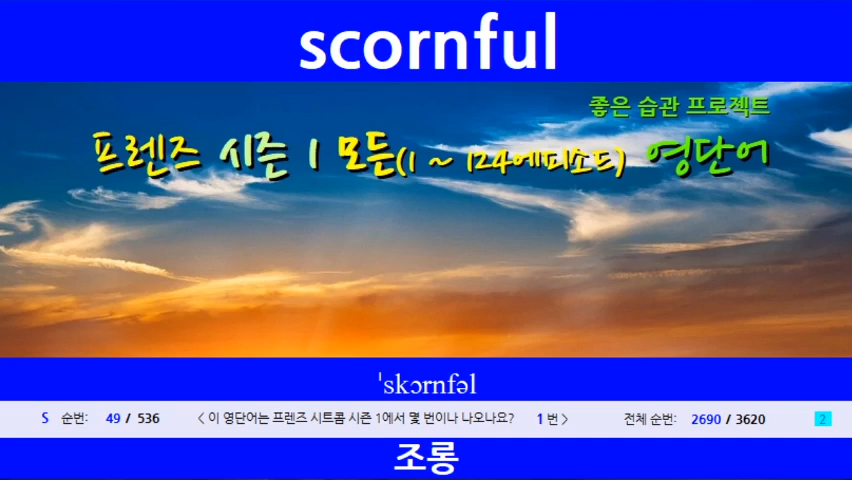 scornful
좋은 습관 프로젝트
프렌즈 시즌 1 모든(1 ~ 124에피소드) 영단어
ˈskɔrnfəl
S 순번: 49 / 536 < 이 영단어는 프렌즈 시트콤 시즌 1에서 몇 번이나 나오나요? 1 번 > 전체 순번: 2690 / 3620 2
조롱